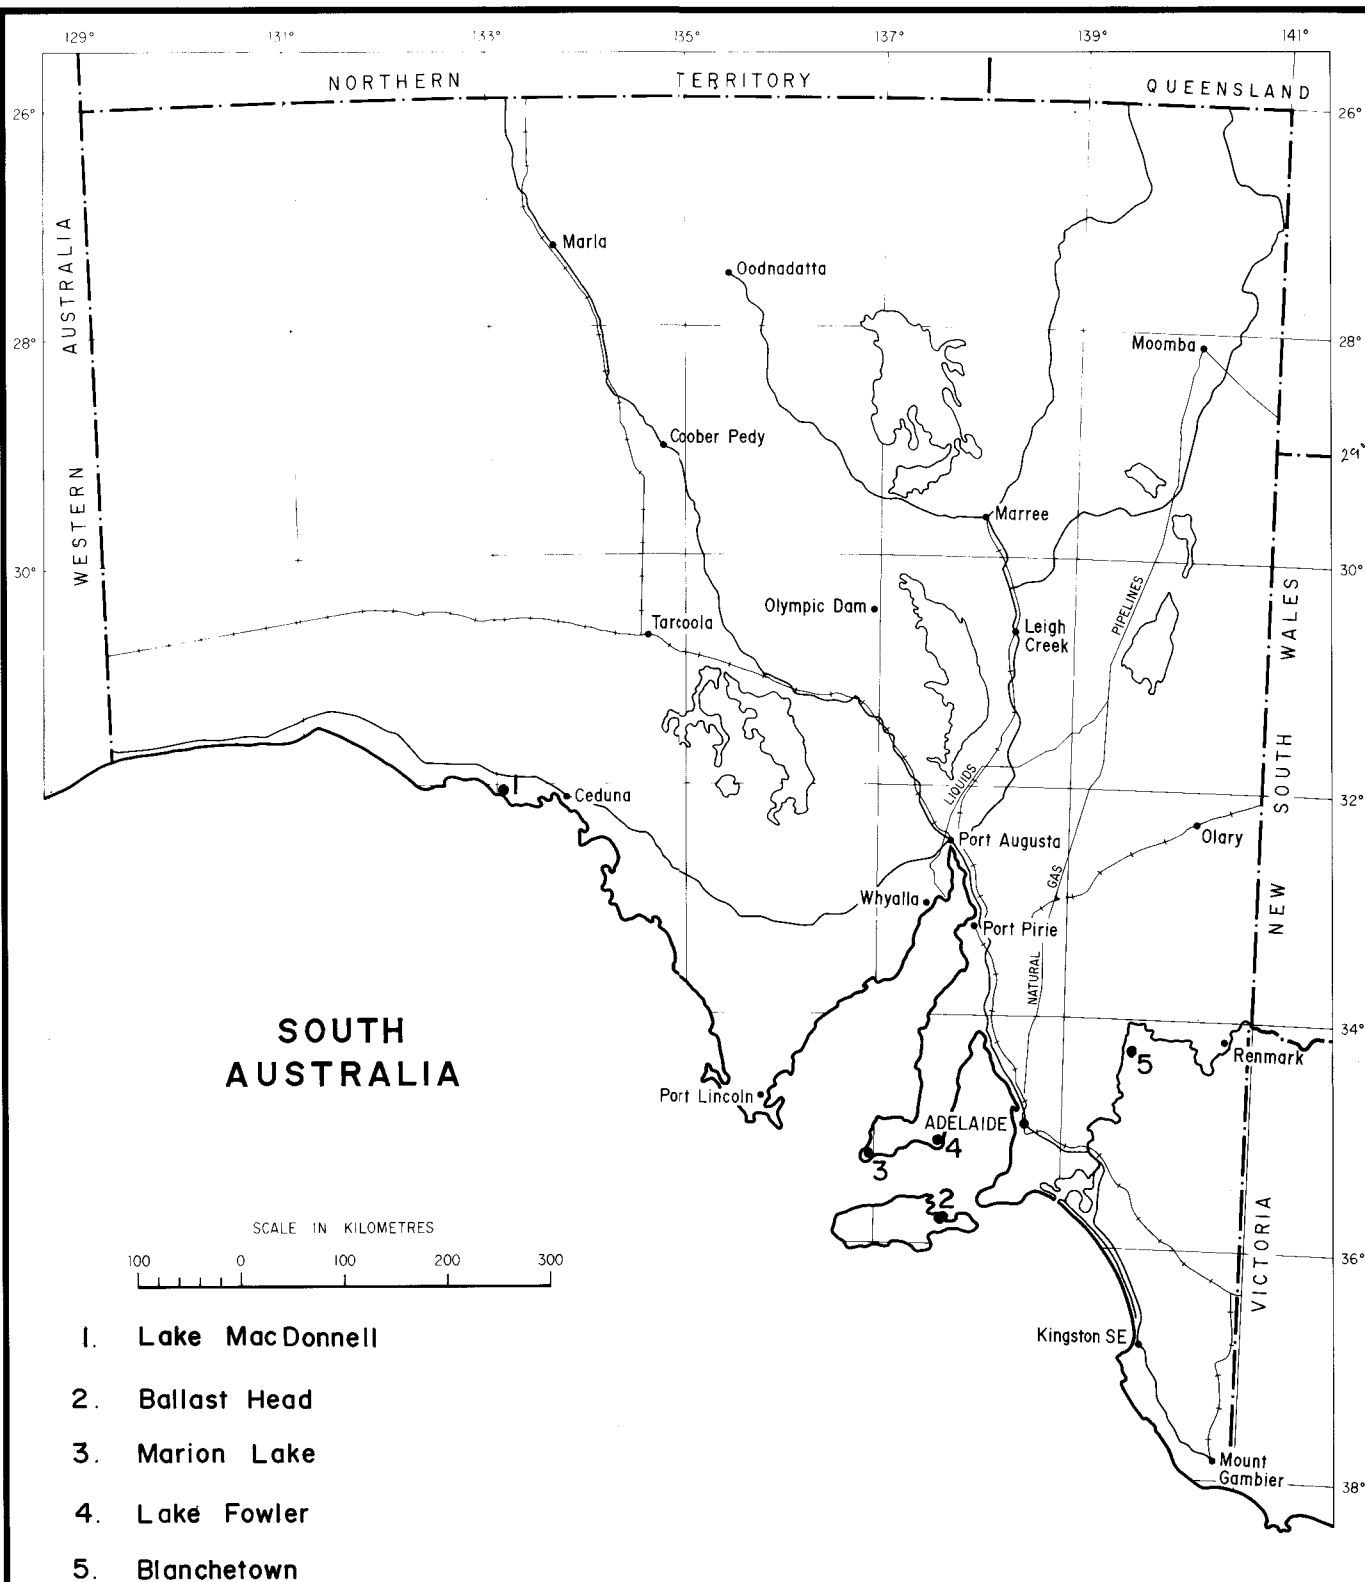 129° 131° 133° 135° 137° 139° 141°
NORTHERN TERRITORY QUEENSLAND
26° 26°
WESTERN AUSTRALIA
Marla
Oodnadatta
28° 28°
Moomba
Coober Pedy
29°
Marree
30° 30°
Olympic Dam
PIPELINES
Tarcoola
Leigh
Creek
NEW SOUTH WALES
LIQUIDS
1
Ceduna
32°
Port Augusta
Olary
GAS
Whyalla
Port Pirie
NATURAL
SOUTH
AUSTRALIA
34°
5
Renmark
Port Lincoln
ADELAIDE
3
4
2
VICTORIA
36°
SCALE IN KILOMETRES
100 0 100 200 300
Kingston SE
Mount
Gambier
38°
1. Lake MacDonnell
2. Ballast Head
3. Marion Lake
4. Lake Fowler
5. Blanchetown